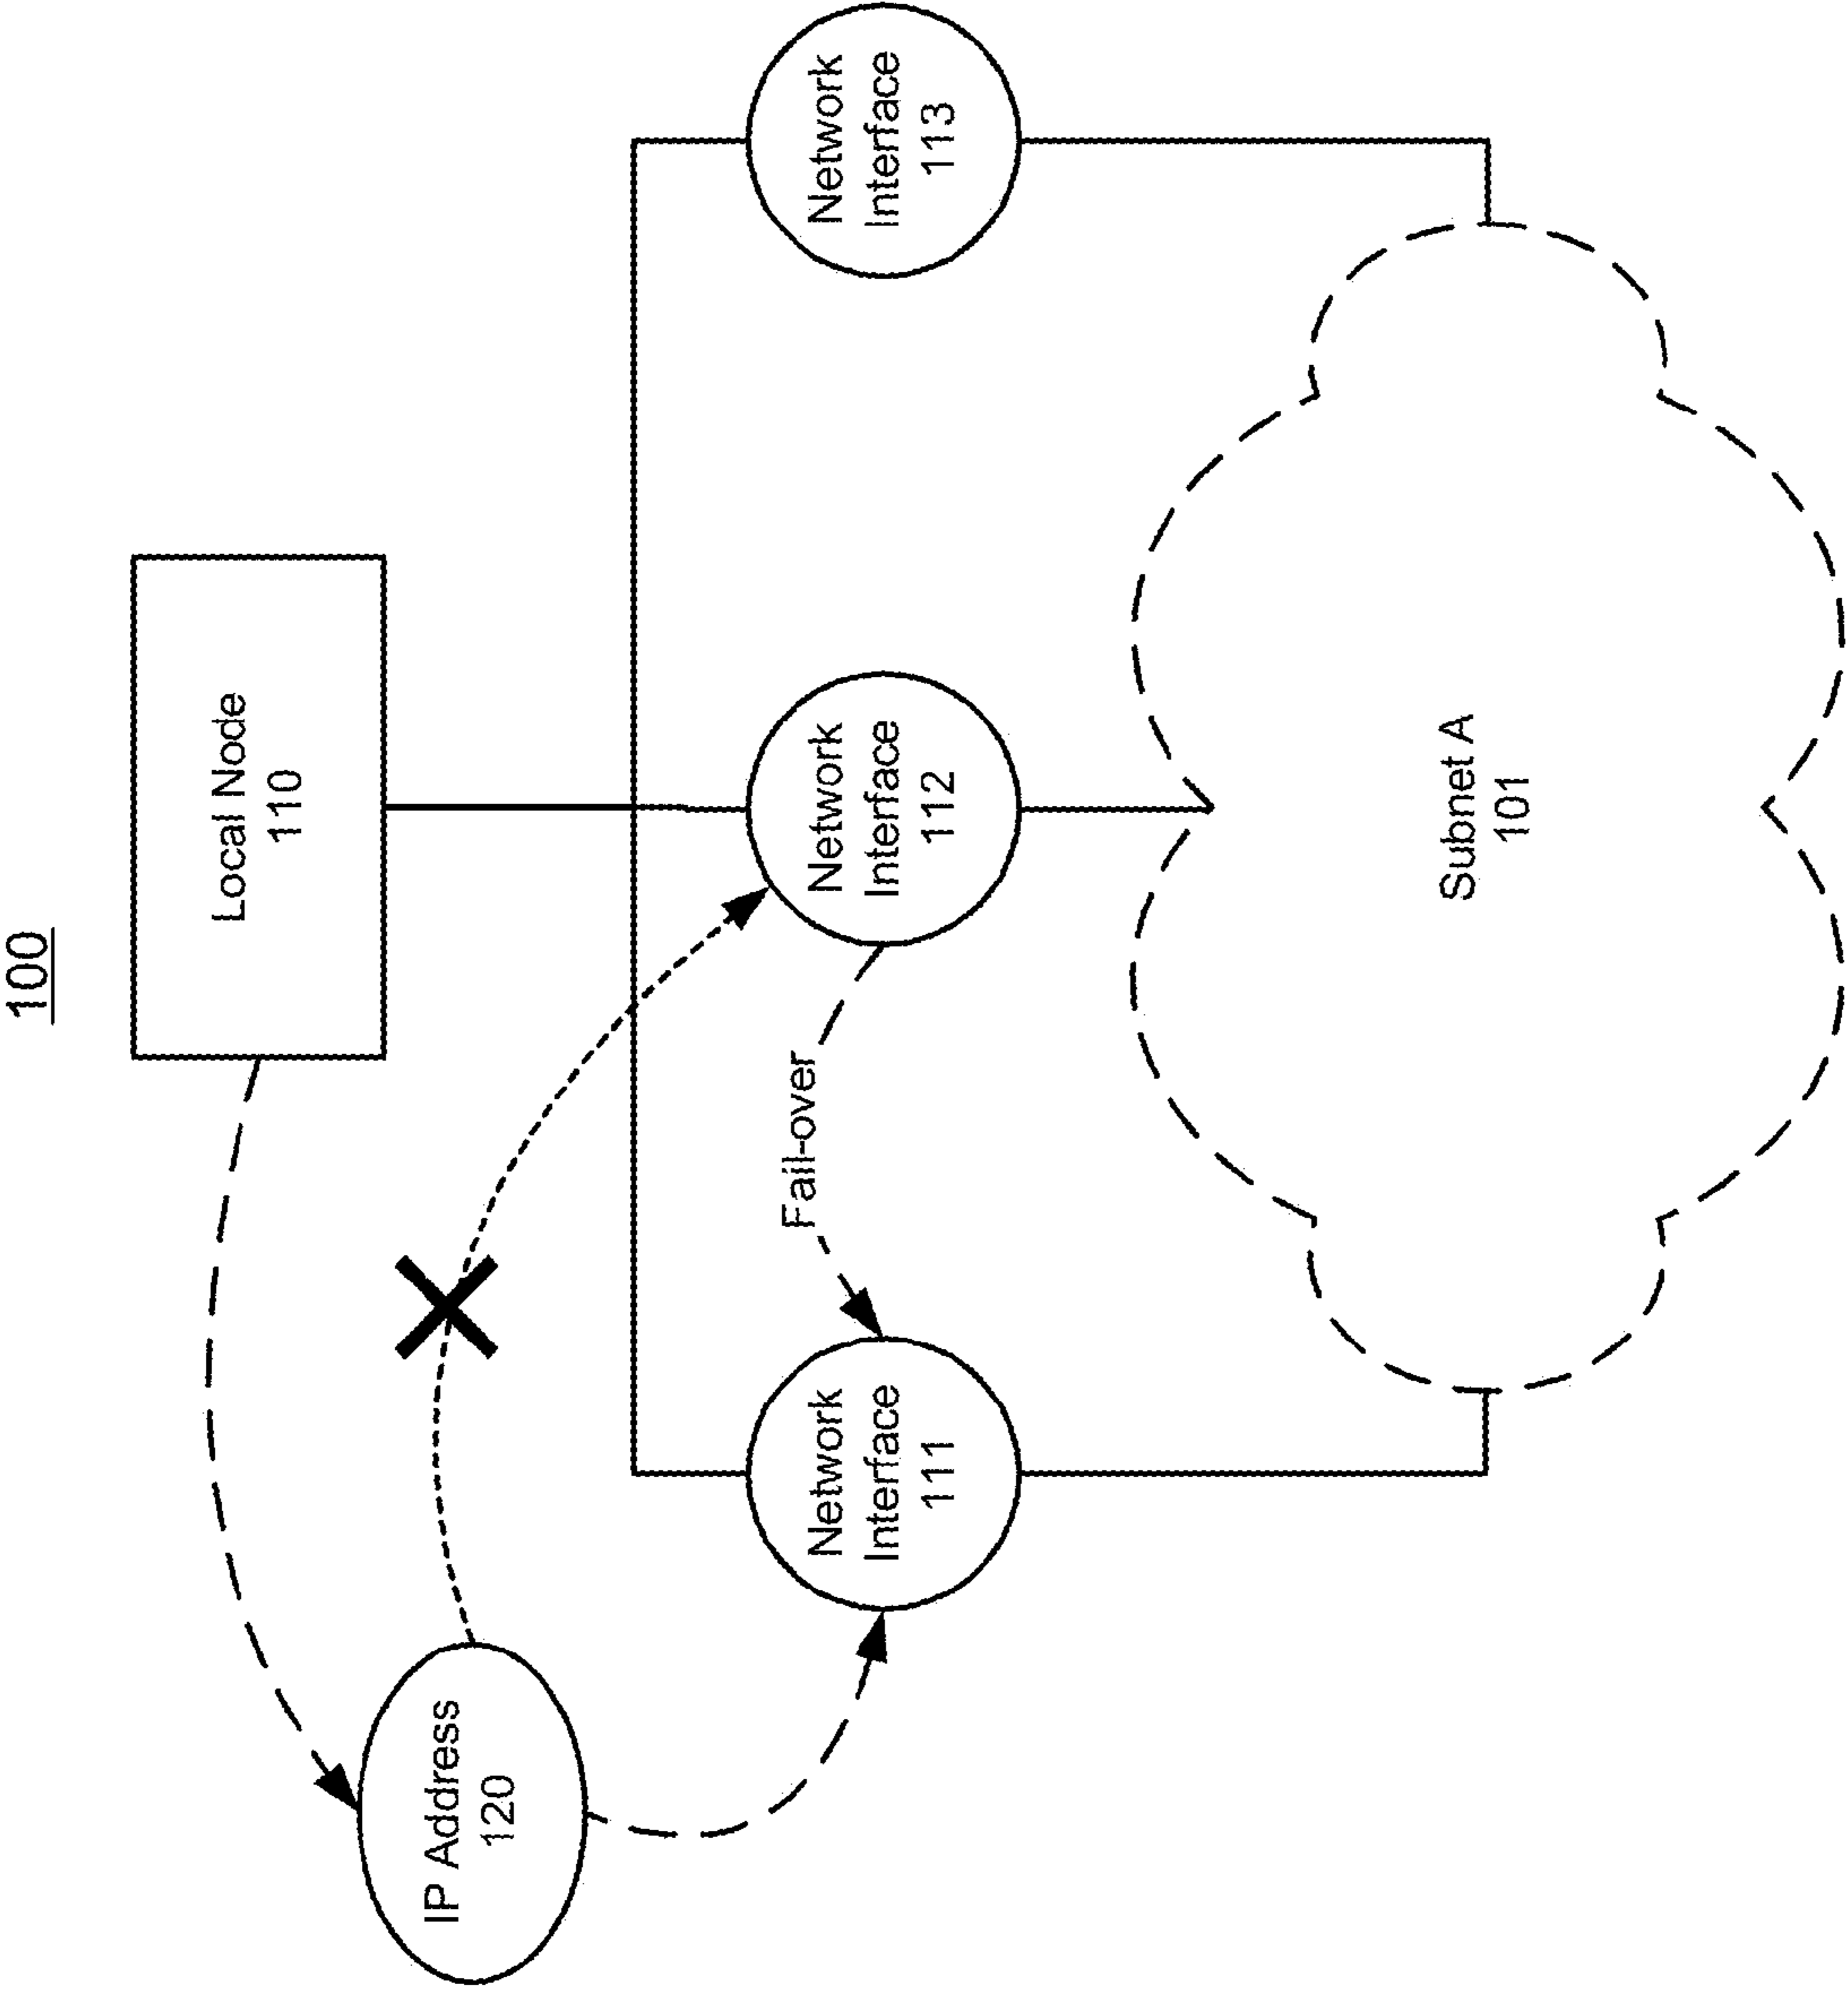 100
Local Node
110
IP Address
120
Fail-over
Network
Interface
111
Network
Interface
112
Network
Interface
113
Subnet A
101